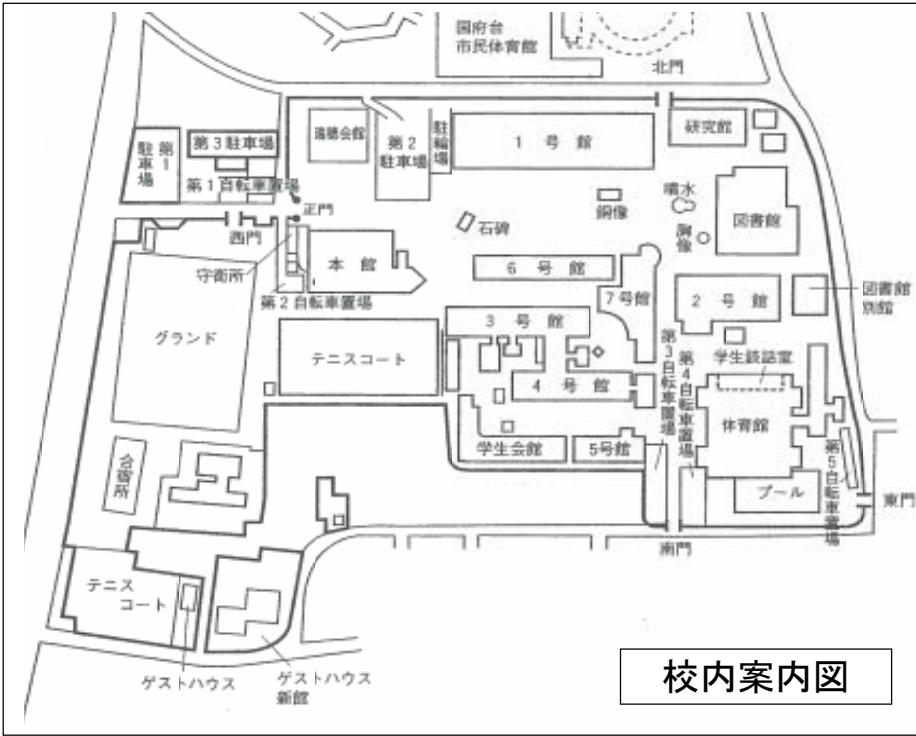 国府台
市民体育館
北門
瑞穂会館
第2
駐車場
駐輪場
1号館
研究館
第1
駐車場
第3駐車場
第1自転車置場
正門
西門
守衛所
本館
第2自転車置場
石碑
銅像
噴水
胸像
図書館
6号館
7号館
2号館
図書館
別館
グランド
テニスコート
3号館
4号館
第3自転車置場
第4自転車置場
学生談話室
体育館
合宿所
学生会館
5号館
プール
第5自転車置場
東門
南門
テニス
コート
ゲストハウス
ゲストハウス
新館
校内案内図